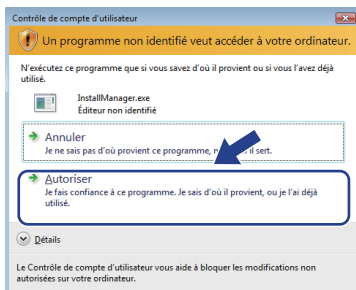 Contrôle de compte d'utilisateur
Un programme non identifié veut accéder à votre ordinateur.
N'exécutez ce programme que si vous savez d'où il provient ou si vous l'avez déjà
utilisé.
InstallManager.exe
Éditeur non identifié
Annuler
Je ne sais pas d'où provient ce programme, il sert.
Autoriser
Je fais confiance à ce programme. Je sais d'où il provient, ou je l'ai déjà
utilisé.
Détails
Le Contrôle de compte d'utilisateur vous aide à bloquer les modifications non
autorisées sur votre ordinateur.